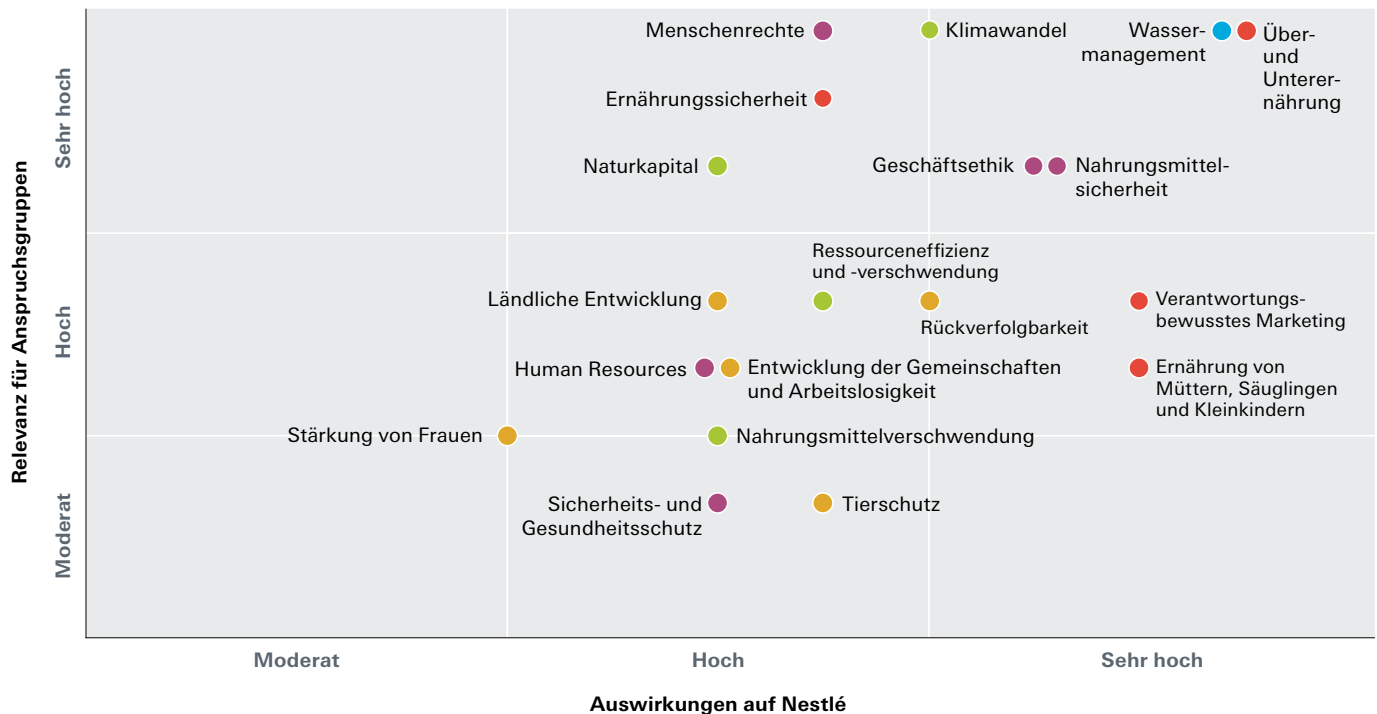 Menschenrechte
Klimawandel
Wasser-
management
Über-
und
Unterer-
nährung
Ernährungssicherheit
Naturkapital
Geschäftsethik
Nahrungsmittel-
sicherheit
Sehr hoch
Relevanz für Anspruchsgruppen
Ressourceneffizienz
und -verschwendung
Ländliche Entwicklung
Rückverfolgbarkeit
Verantwortungs-
bewusstes Marketing
Hoch
Human Resources
Entwicklung der Gemeinschaften
und Arbeitslosigkeit
Ernährung von
Müttern, Säuglingen
und Kleinkindern
Stärkung von Frauen
Nahrungsmittelverschwendung
Sicherheits- und
Gesundheitsschutz
Tierschutz
Moderat
Moderat
Hoch
Sehr hoch
Auswirkungen auf Nestlé